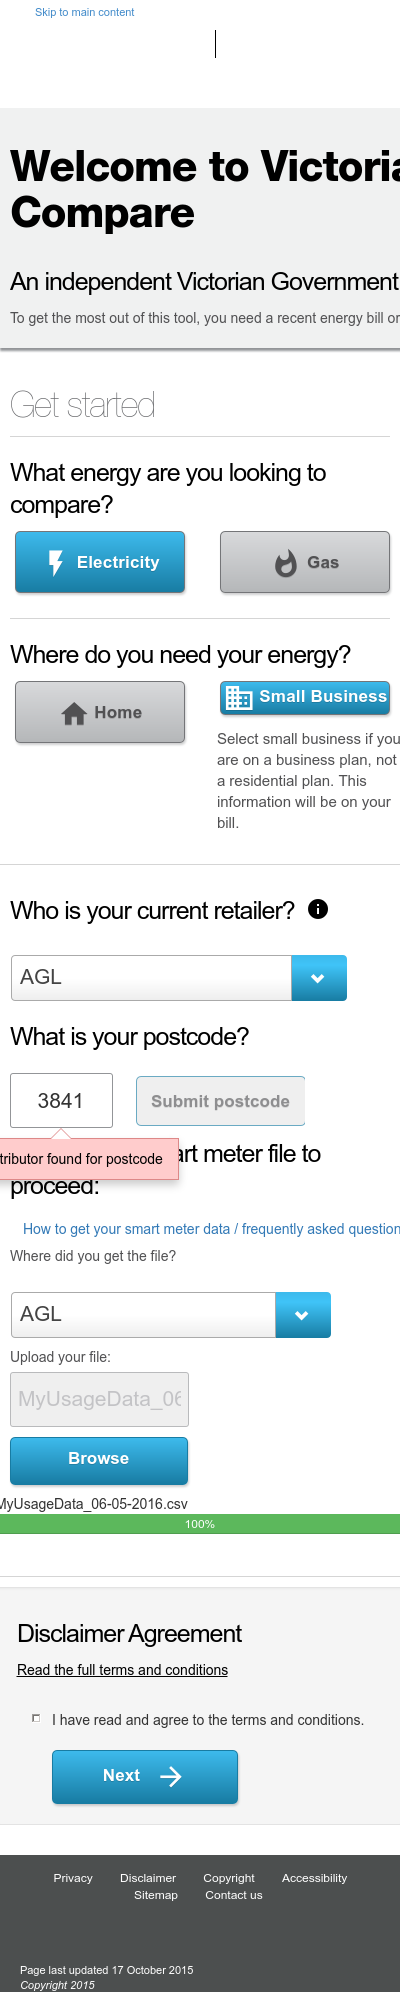 Skip to main content
Welcome to Victoria
Compare
An independent Victorian Government
To get the most out of this tool, you need a recent energy bill or
Get started
What energy are you looking to
compare?
Electricity
Gas
Where do you need your energy?
Home
Small Business
Select small business if you
are on a business plan, not
a residential plan. This
information will be on your
bill.
Who is your current retailer?
AGL
What is your postcode?
3841
Submit postcode
tributor found for postcode
art meter file to
proceed:
How to get your smart meter data / frequently asked question
Where did you get the file?
AGL
Upload your file:
MyUsageData_06
Browse
MyUsageData_06-05-2016.csv
100%
Disclaimer Agreement
Read the full terms and conditions
I have read and agree to the terms and conditions.
Next
Privacy Disclaimer Copyright Accessibility
Sitemap Contact us
Page last updated 17 October 2015
Copyright 2015